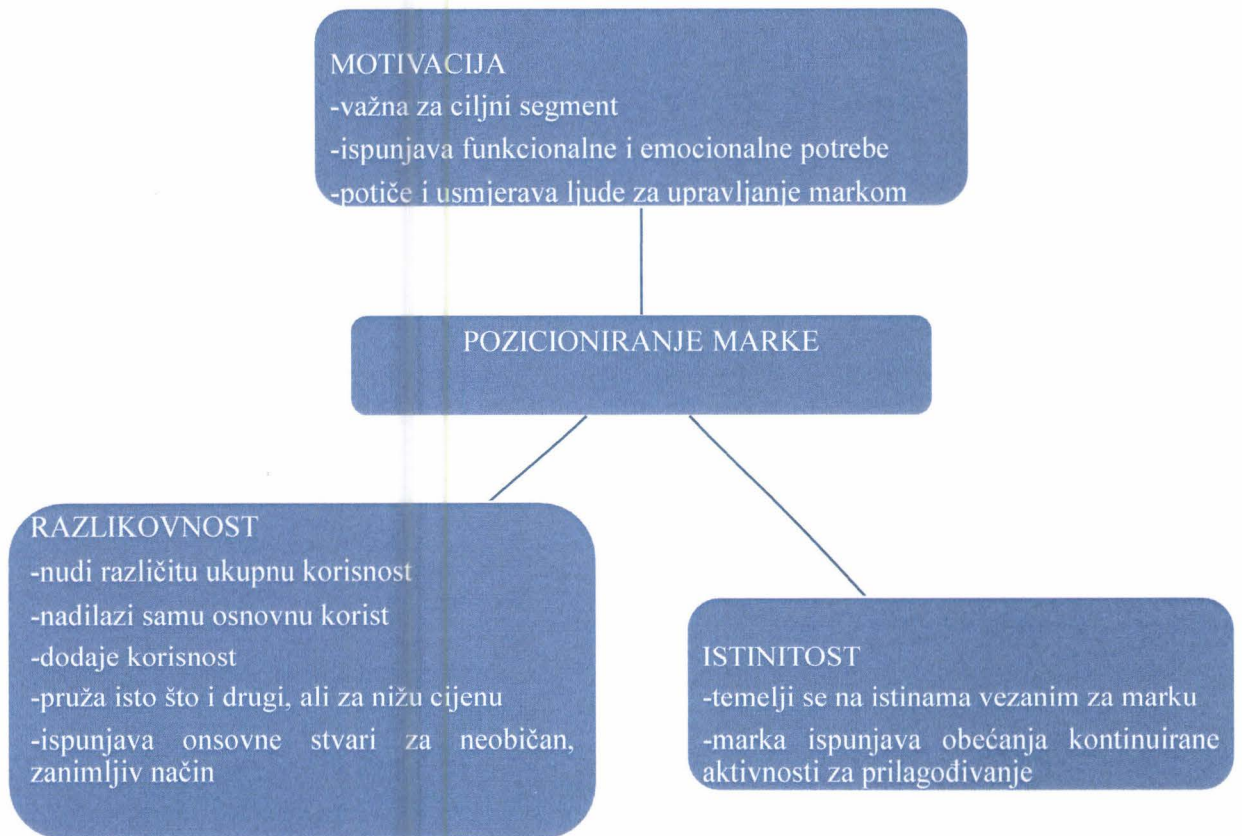 MOTIVACIJA
-važna za ciljni segment
-ispunjava funkcionalne i emocionalne potrebe
-potiče i usmjerava ljude za upravljanje markom
POZICIONIRANJE MARKE
RAZLIKOVNOST
-nudi različitu ukupnu korisnost
-nadilazi samu osnovnu korist
-dodaje korisnost
-pruža isto što i drugi, ali za nižu cijenu
-ispunjava onsovne stvari za neobičan,
zanimljiv način
ISTINITOST
-temelji se na istinama vezanim za marku
-marka ispunjava obećanja kontinuirane
aktivnosti za prilagođivanje